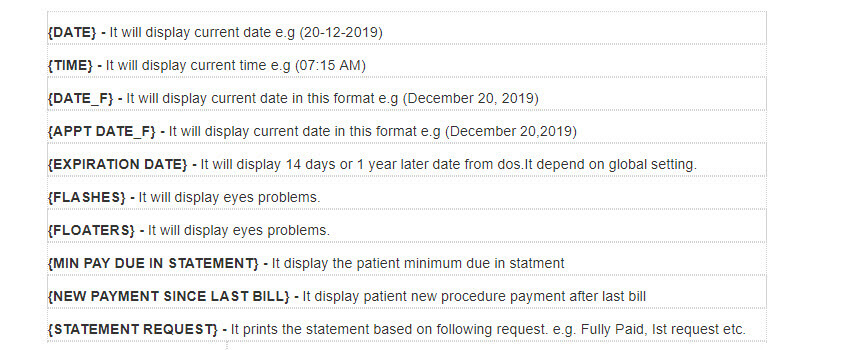 {DATE} - It will display current date e.g (20-12-2019)
{TIME} - It will display current time e.g (07:15 AM)
{DATE_F} - It will display current date in this format e.g (December 20, 2019)
{APPT DATE_F} - It will display current date in this format e.g (December 20,2019)
{EXPIRATION DATE} - It will display 14 days or 1 year later date from dos.It depend on global setting.
{FLASHES} - It will display eyes problems.
{FLOATERS} - It will display eyes problems.
{MIN PAY DUE IN STATEMENT} - It display the patient minimum due in statment
{NEW PAYMENT SINCE LAST BILL} - It display patient new procedure payment after last bill
{STATEMENT REQUEST} - It prints the statement based on following request. e.g. Fully Paid, Ist request etc.